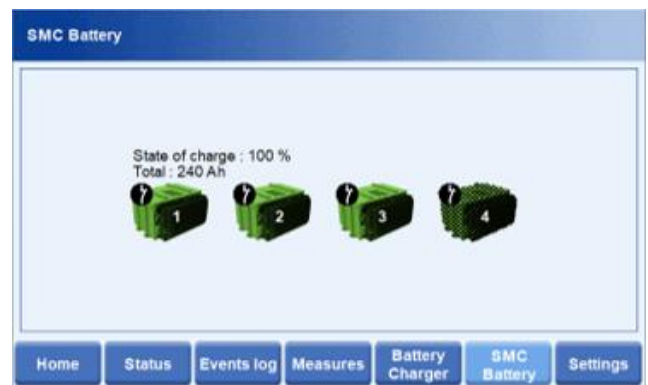 SMC Battery
State of charge : 100 %
Total : 240 Ah
1 2 3 4
Home Status Events log Measures Battery Charger SMC Battery Settings